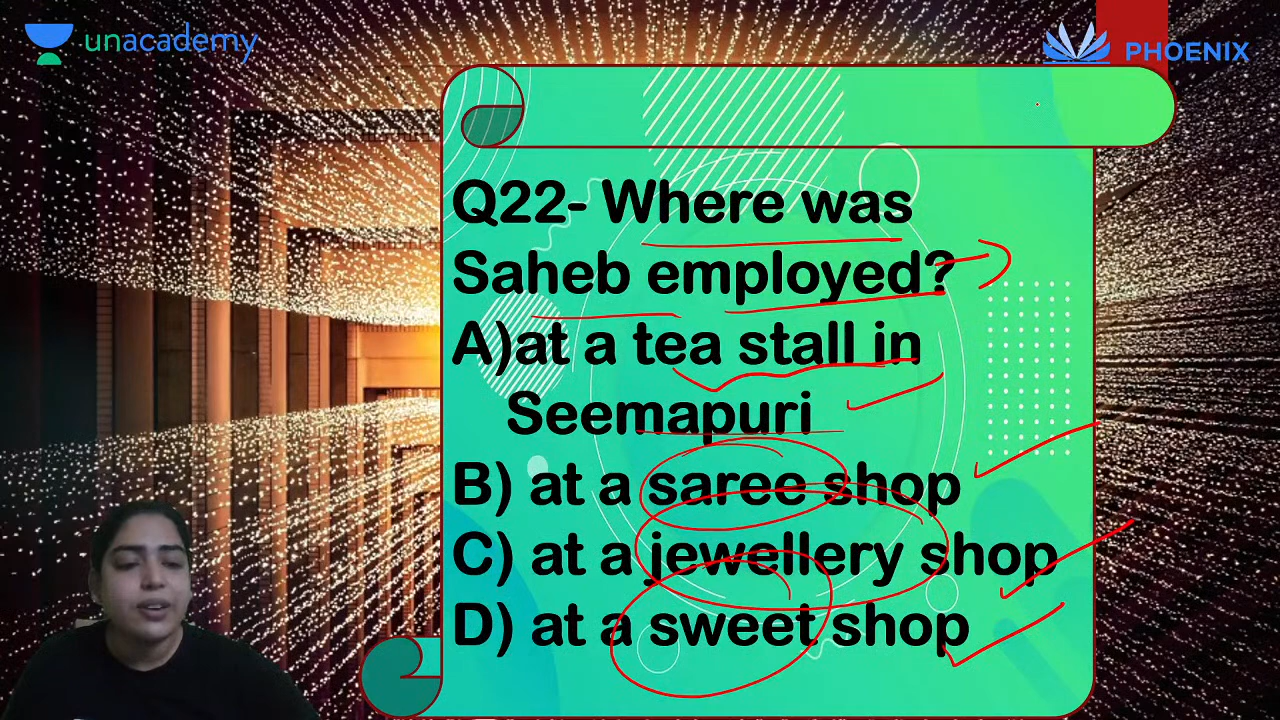 unacademy
PHOENIX
Q22- Where was
Saheb employed?
A)at a tea stall in
Seemapuri
B) at a saree shop
C) at a jewellery shop
D) at a sweet shop